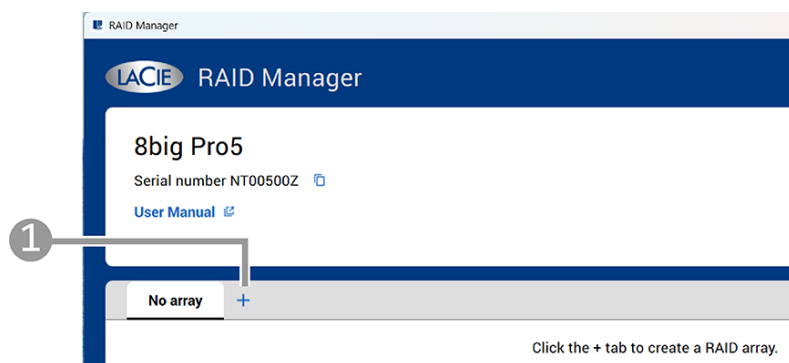 RAID Manager
LACIE RAID Manager
8big Pro5
Serial number NT00500Z
User Manual
1
No array +
Click the + tab to create a RAID array.